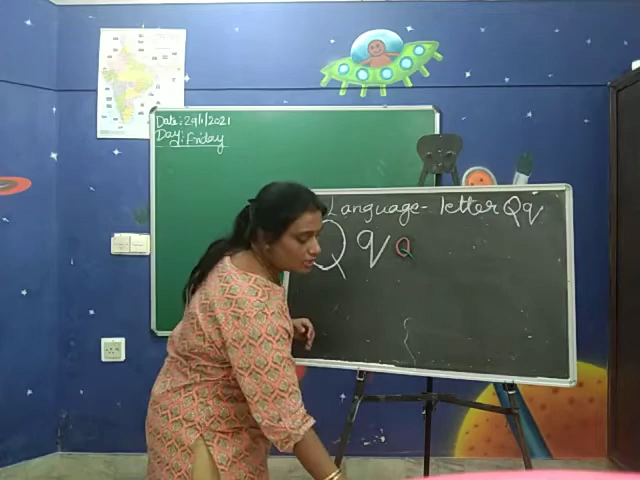 Date: 29/1/2021
Day: Friday
Language - letter Qq
Q q Q